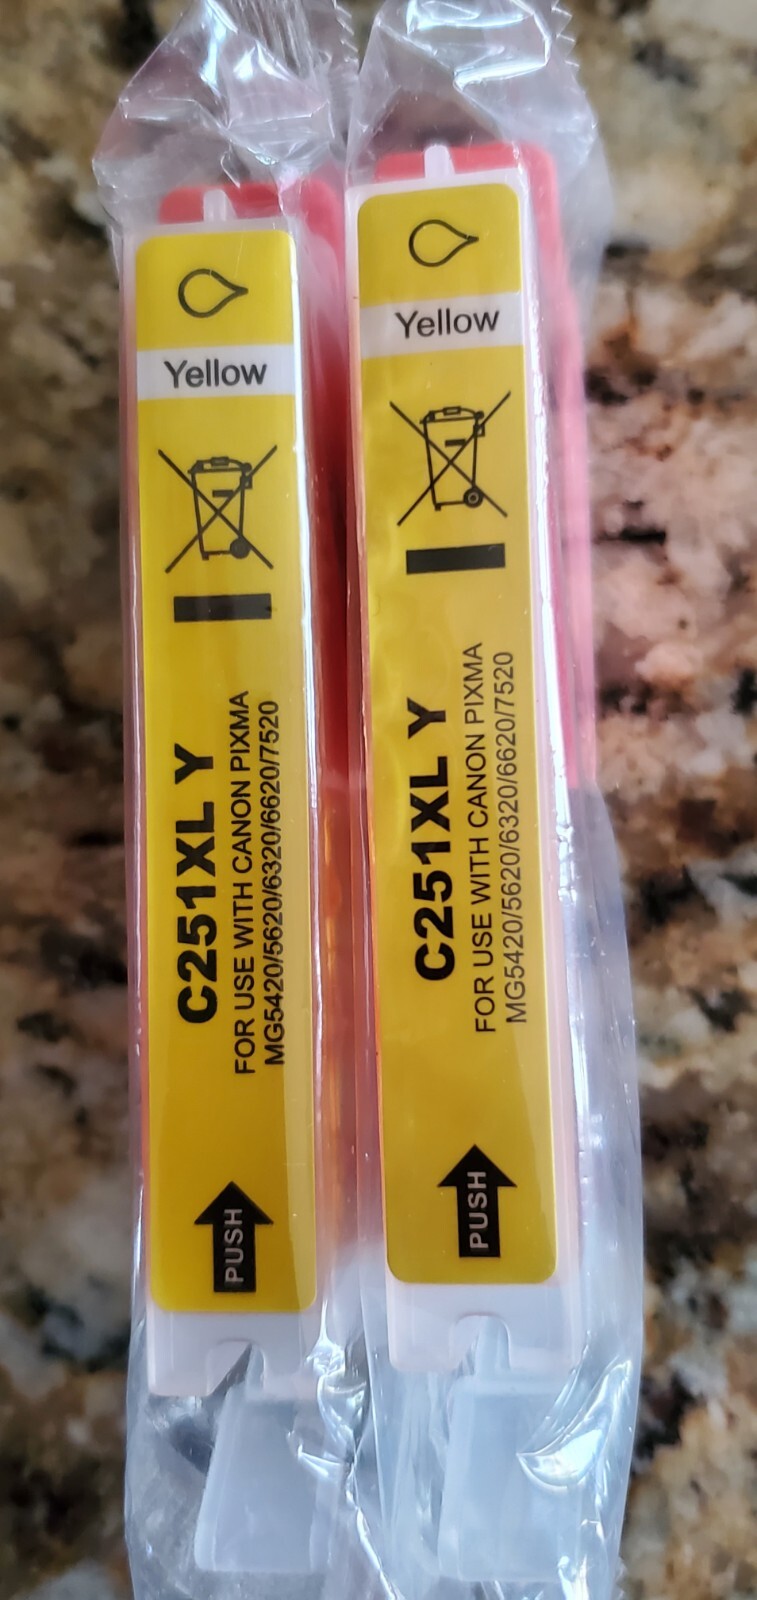 Yellow
C251XL Y
FOR USE WITH CANON PIXMA
MG5420/5620/6320/6620/7520
PUSH
Yellow
C251XL Y
FOR USE WITH CANON PIXMA
MG5420/5620/6320/6620/7520
PUSH